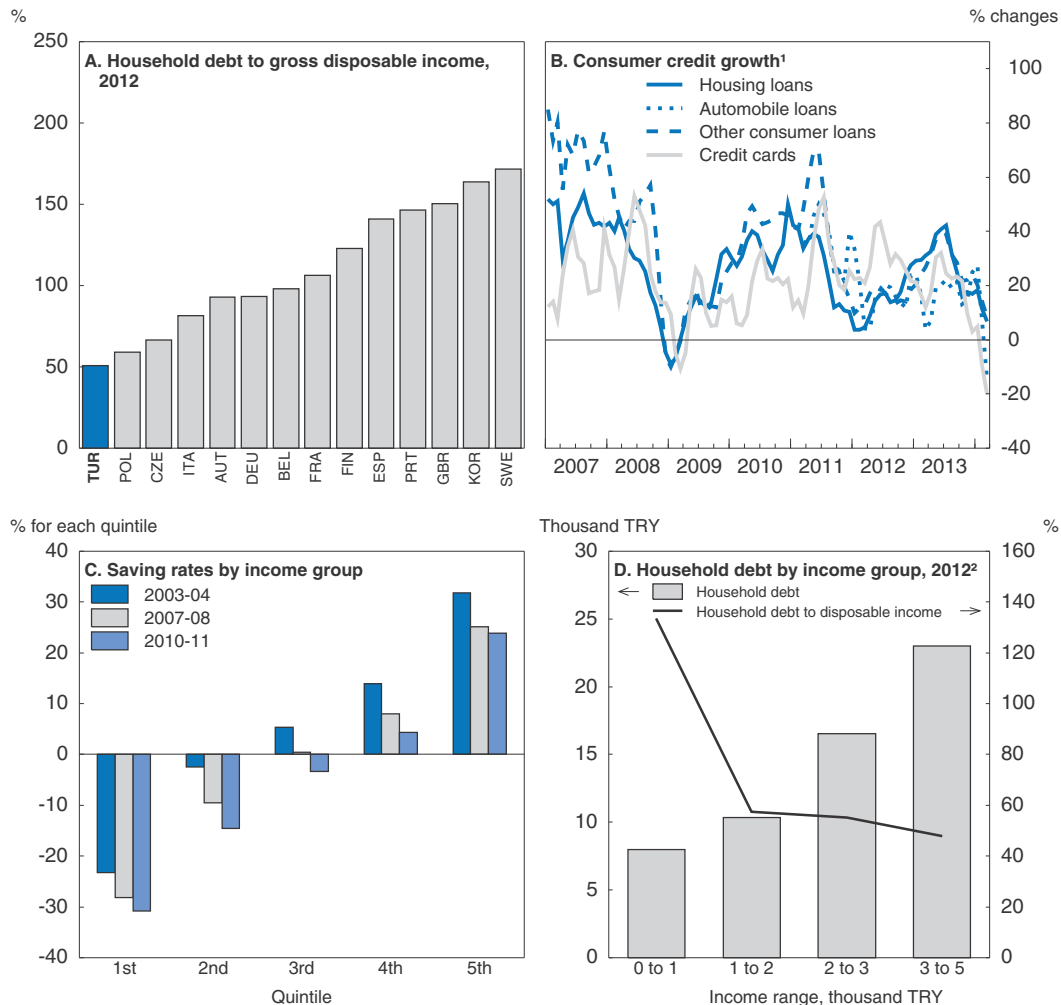 %
A. Household debt to gross disposable income,
2012
250
200
150
100
50
0
TUR
POL
CZE
ITA
AUT
DEU
BEL
FRA
FIN
ESP
PRT
GBR
KOR
SWE
% changes
B. Consumer credit growth¹
Housing loans
Automobile loans
Other consumer loans
Credit cards
100
80
60
40
20
0
-20
-40
2007
2008
2009
2010
2011
2012
2013
% for each quintile
C. Saving rates by income group
2003-04
2007-08
2010-11
40
30
20
10
0
-10
-20
-30
-40
1st
2nd
3rd
4th
5th
Quintile
Thousand TRY
%
D. Household debt by income group, 2012²
Household debt
Household debt to disposable income
30
25
20
15
10
5
0
160
140
120
100
80
60
40
20
0
0 to 1
1 to 2
2 to 3
3 to 5
Income range, thousand TRY